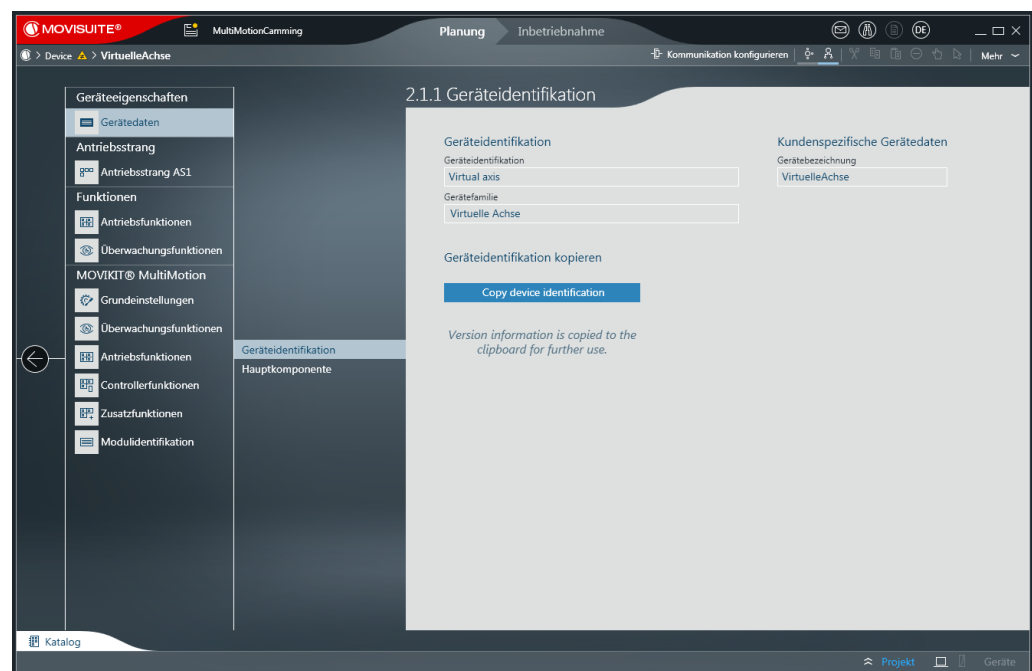 MOVISUITE®
MultiMotionCamming
Planung
Inbetriebnahme
DE
> Device > VirtuelleAchse
Kommunikation konfigurieren
Mehr
Geräteeigenschaften
Gerätedaten
Antriebsstrang
Antriebsstrang AS1
Funktionen
Antriebsfunktionen
Überwachungsfunktionen
MOVIKIT® MultiMotion
Grundeinstellungen
Überwachungsfunktionen
Antriebsfunktionen
Controllerfunktionen
Zusatzfunktionen
Modulidentifikation
Geräteidentifikation
Hauptkomponente
2.1.1 Geräteidentifikation
Geräteidentifikation
Geräteidentifikation
Virtual axis
Gerätefamilie
Virtuelle Achse
Kundenspezifische Gerätedaten
Gerätebezeichnung
VirtuelleAchse
Geräteidentifikation kopieren
Copy device identification
Version information is copied to the
clipboard for further use.
Katalog
Projekt
Geräte